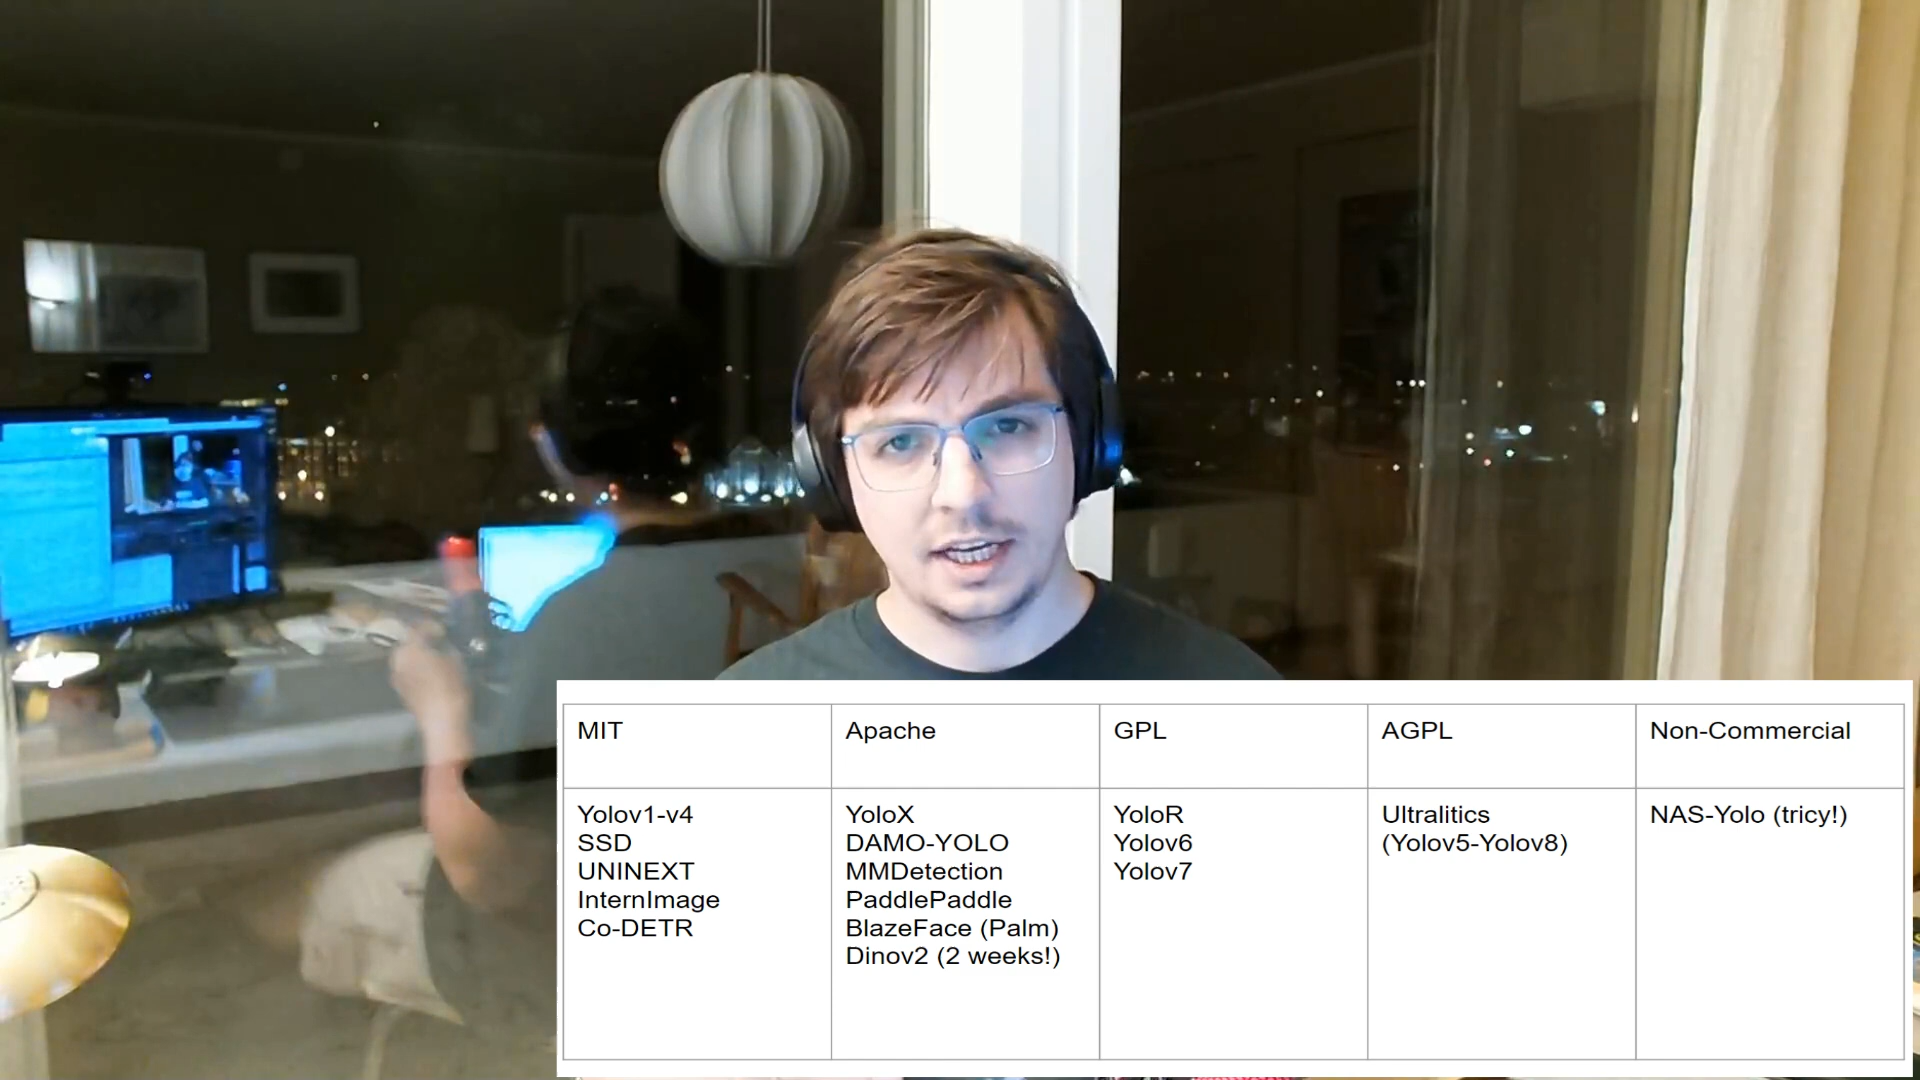 MIT
Apache
GPL
AGPL
Non-Commercial
Yolov1-v4
SSD
UNINEXT
InternImage
Co-DETR
YoloX
DAMO-YOLO
MMDetection
PaddlePaddle
BlazeFace (Palm)
Dinov2 (2 weeks!)
YoloR
Yolov6
Yolov7
Ultralitics
(Yolov5-Yolov8)
NAS-Yolo (tricy!)